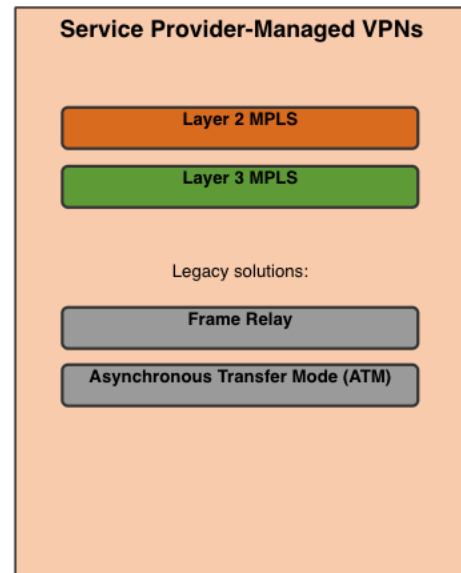 Service Provider-Managed VPNs
Layer 2 MPLS
Layer 3 MPLS
Legacy solutions:
Frame Relay
Asynchronous Transfer Mode (ATM)